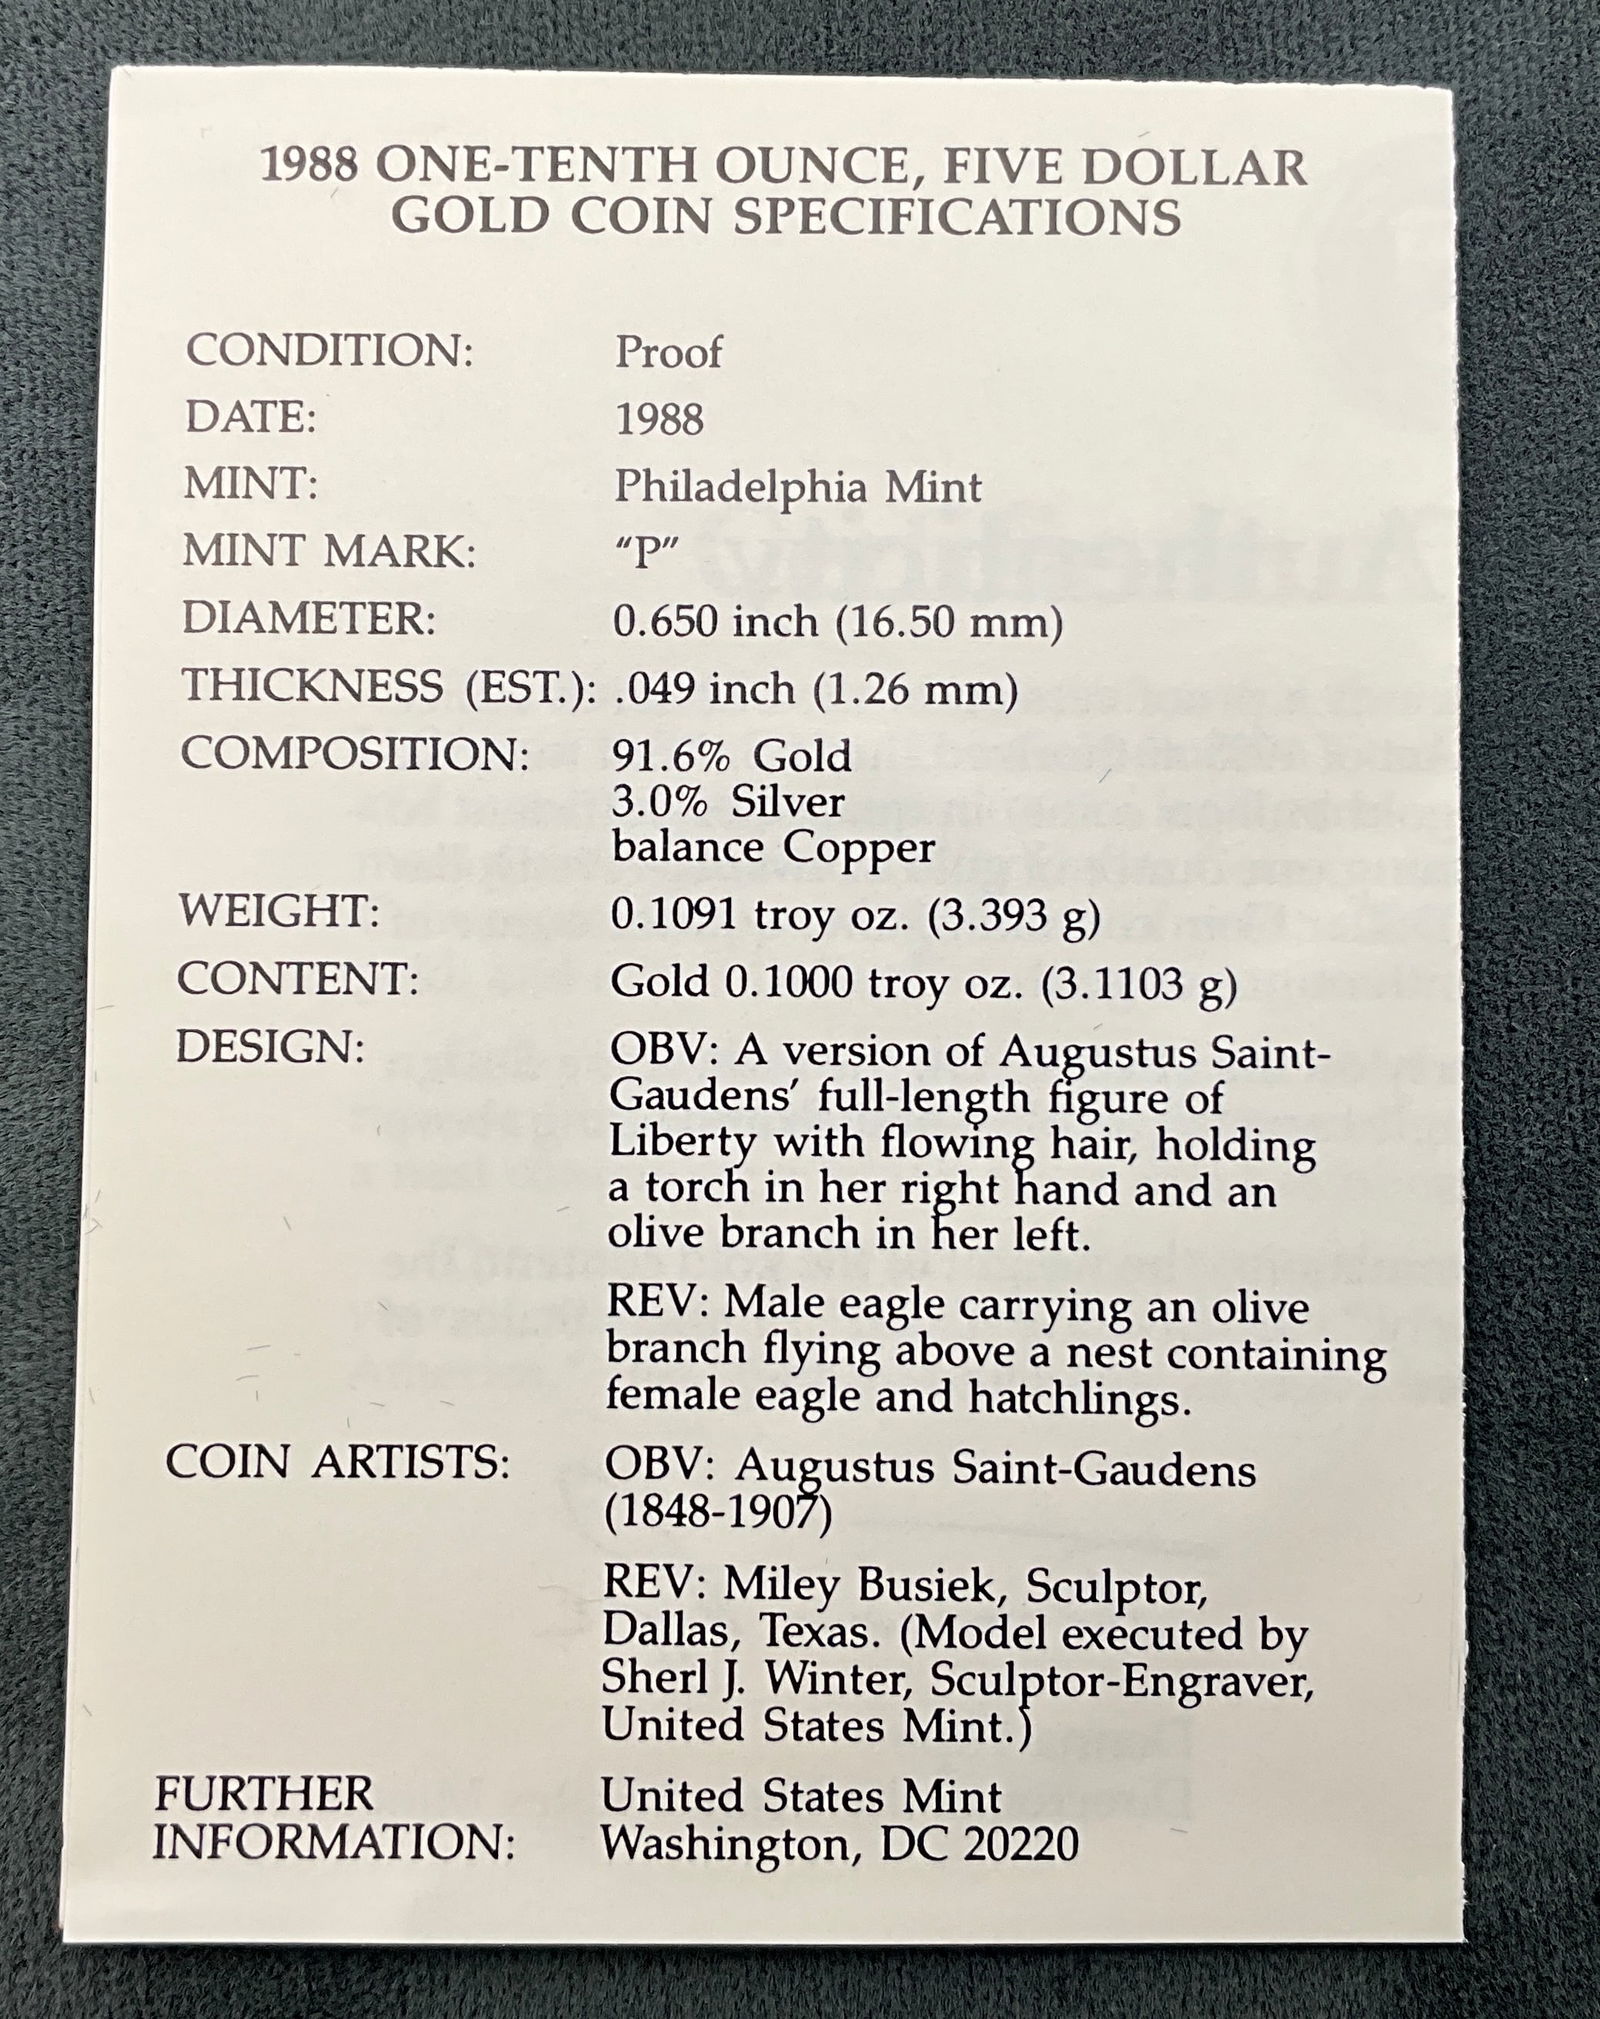 1988 ONE-TENTH OUNCE, FIVE DOLLAR
GOLD COIN SPECIFICATIONS
CONDITION: Proof
DATE: 1988
MINT: Philadelphia Mint
MINT MARK: “P”
DIAMETER: 0.650 inch (16.50 mm)
THICKNESS (EST.): .049 inch (1.26 mm)
COMPOSITION: 91.6% Gold
3.0% Silver
balance Copper
WEIGHT: 0.1091 troy oz. (3.393 g)
CONTENT: Gold 0.1000 troy oz. (3.1103 g)
DESIGN: OBV: A version of Augustus Saint-
Gaudens’ full-length figure of
Liberty with flowing hair, holding
a torch in her right hand and an
olive branch in her left.
REV: Male eagle carrying an olive
branch flying above a nest containing
female eagle and hatchlings.
COIN ARTISTS: OBV: Augustus Saint-Gaudens
(1848-1907)
REV: Miley Busiek, Sculptor,
Dallas, Texas. (Model executed by
Sherl J. Winter, Sculptor-Engraver,
United States Mint.)
FURTHER United States Mint
INFORMATION: Washington, DC 20220